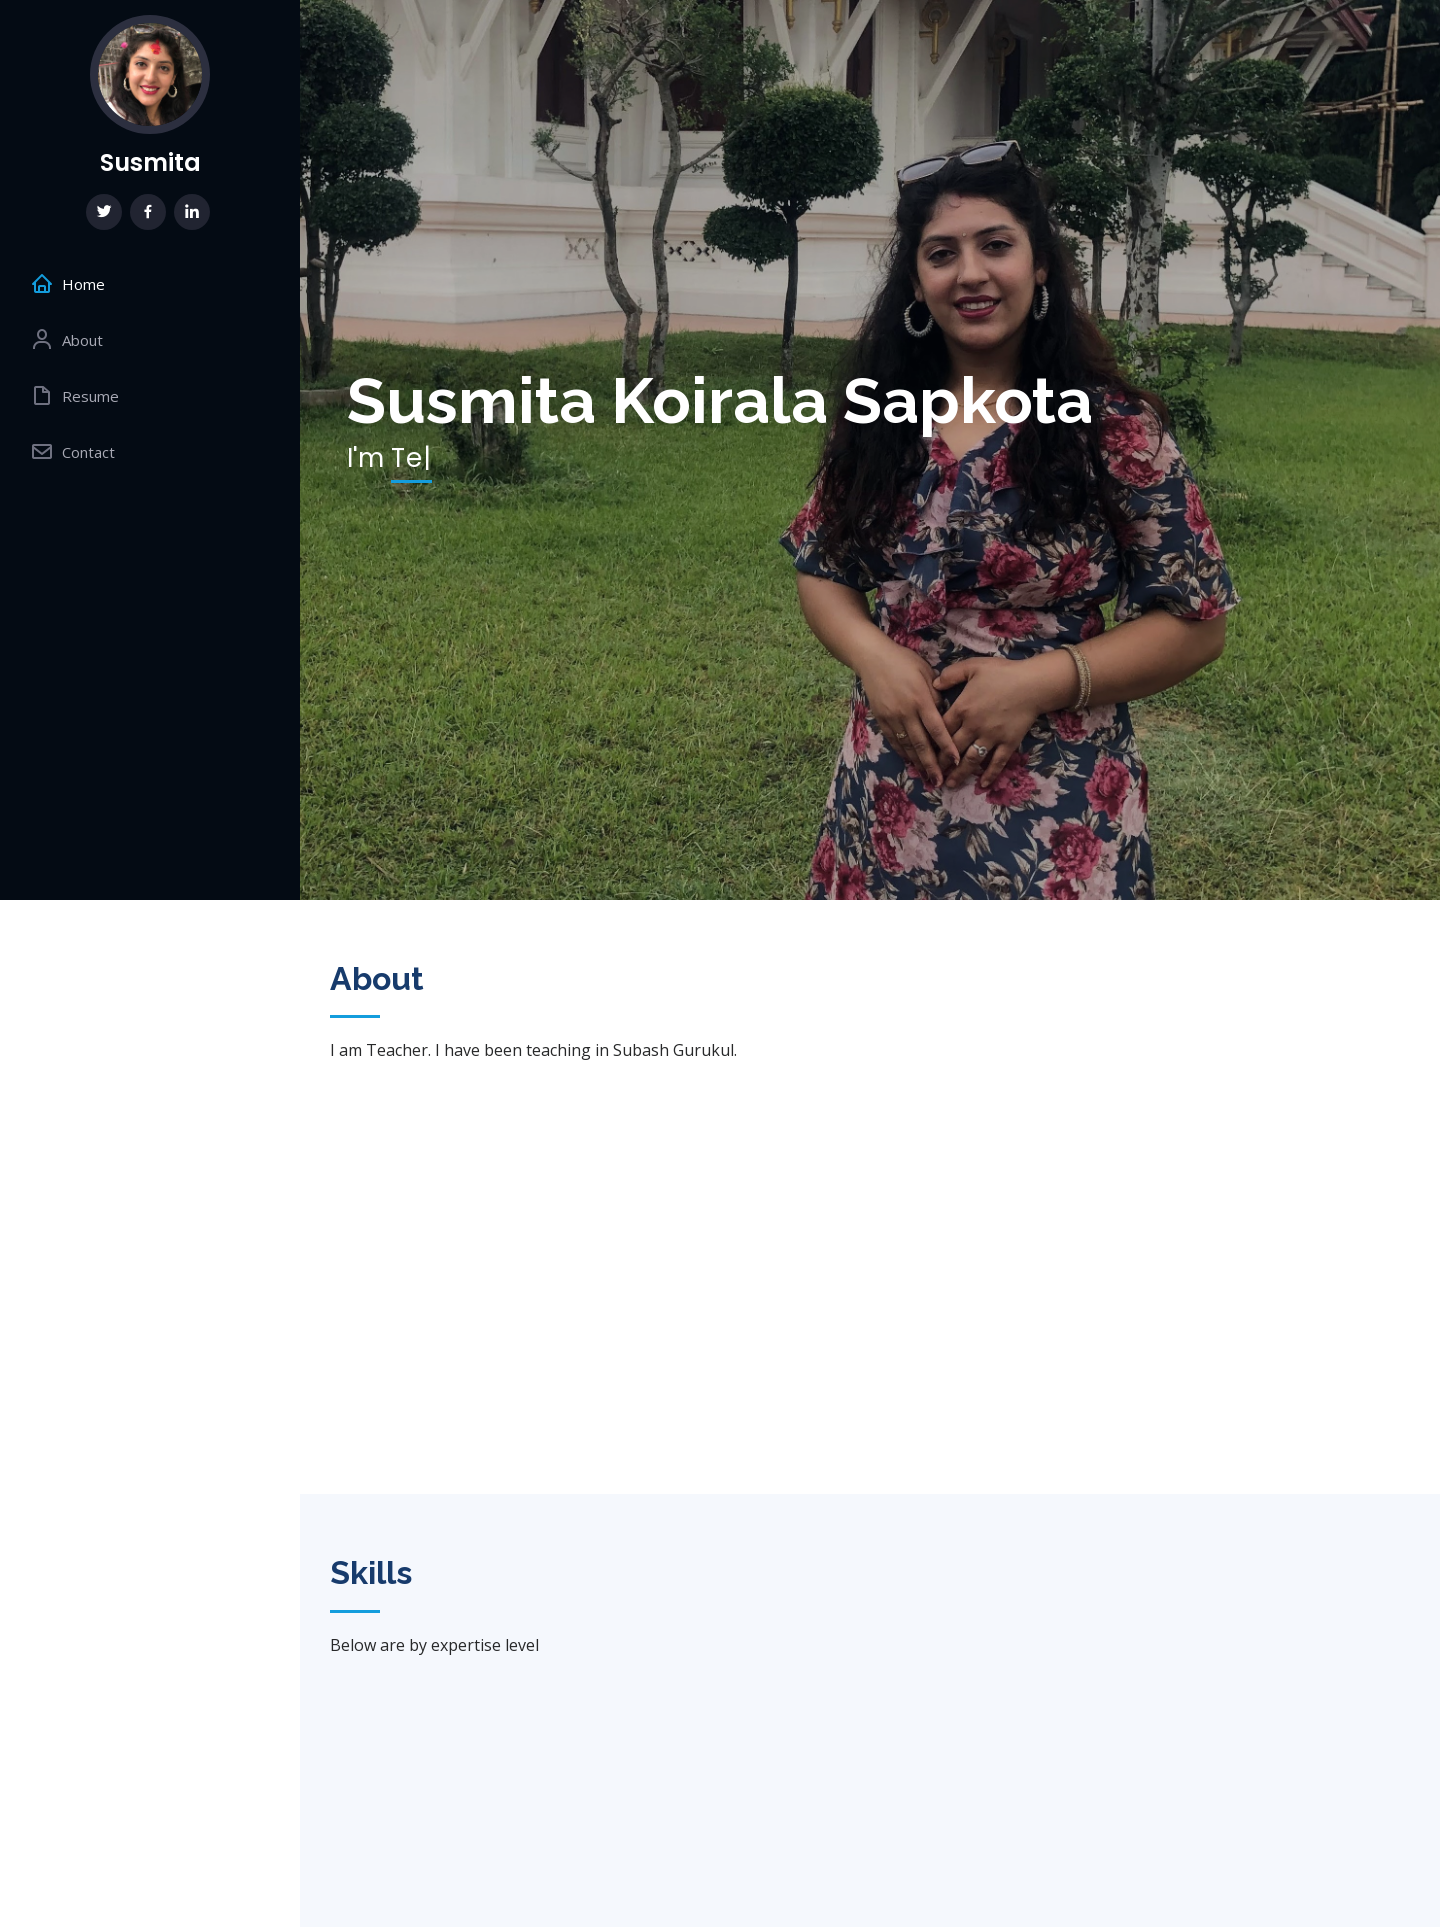 Susmita
Home
About
Resume
Contact
Susmita Koirala Sapkota
I'm Te|
About
I am Teacher. I have been teaching in Subash Gurukul.
Skills
Below are by expertise level